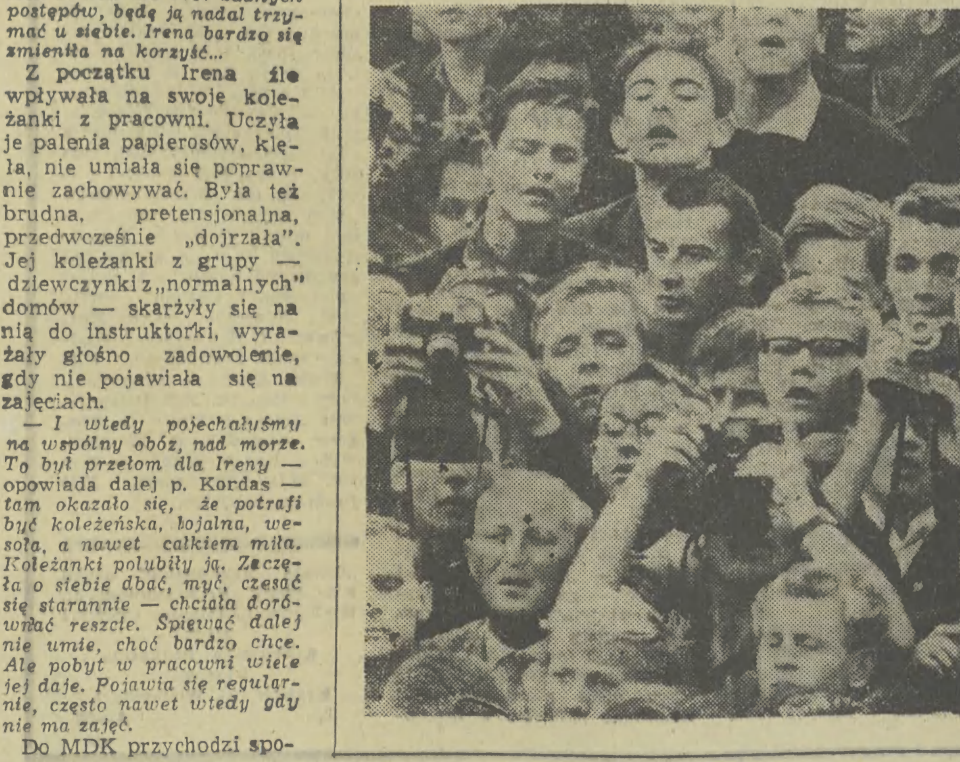 postępów, będę ją nadal trzy-
mać u siebie. Irena bardzo się
zmieniła na korzyść...
Z początku Irena źle
wpływała na swoje kole-
żanki z pracowni. Uczyła
je palenia papierosów, klę-
ła, nie umiała się popraw-
nie zachowywać. Była też
brudna, pretensjonalna,
przedwcześnie „dojrzała”.
Jej koleżanki z grupy —
dziewczynki z „normalnych”
domów — skarżyły się na
nią do instruktorki, wyra-
żały głośno zadowolenie,
gdy nie pojawiała się na
zajęciach.
— I wtedy pojechałyśmy
na wspólny obóz, nad morze.
To był przełom dla Ireny —
opowiada dalej p. Kordas —
tam okazało się, że potrafi
być koleżeńska, lojalna, we-
soła, a nawet całkiem miła.
Koleżanki polubiły ją. Zaczę-
ła o siebie dbać, myć, czesać
się starannie — chciała doró-
wnać reszcie. Śpiewać dalej
nie umie, choć bardzo chce.
Ale pobyt w pracowni wiele
jej daje. Pojawia się regular-
nie, często nawet wtedy gdy
nie ma zajęć.
Do MDK przychodzi spo-